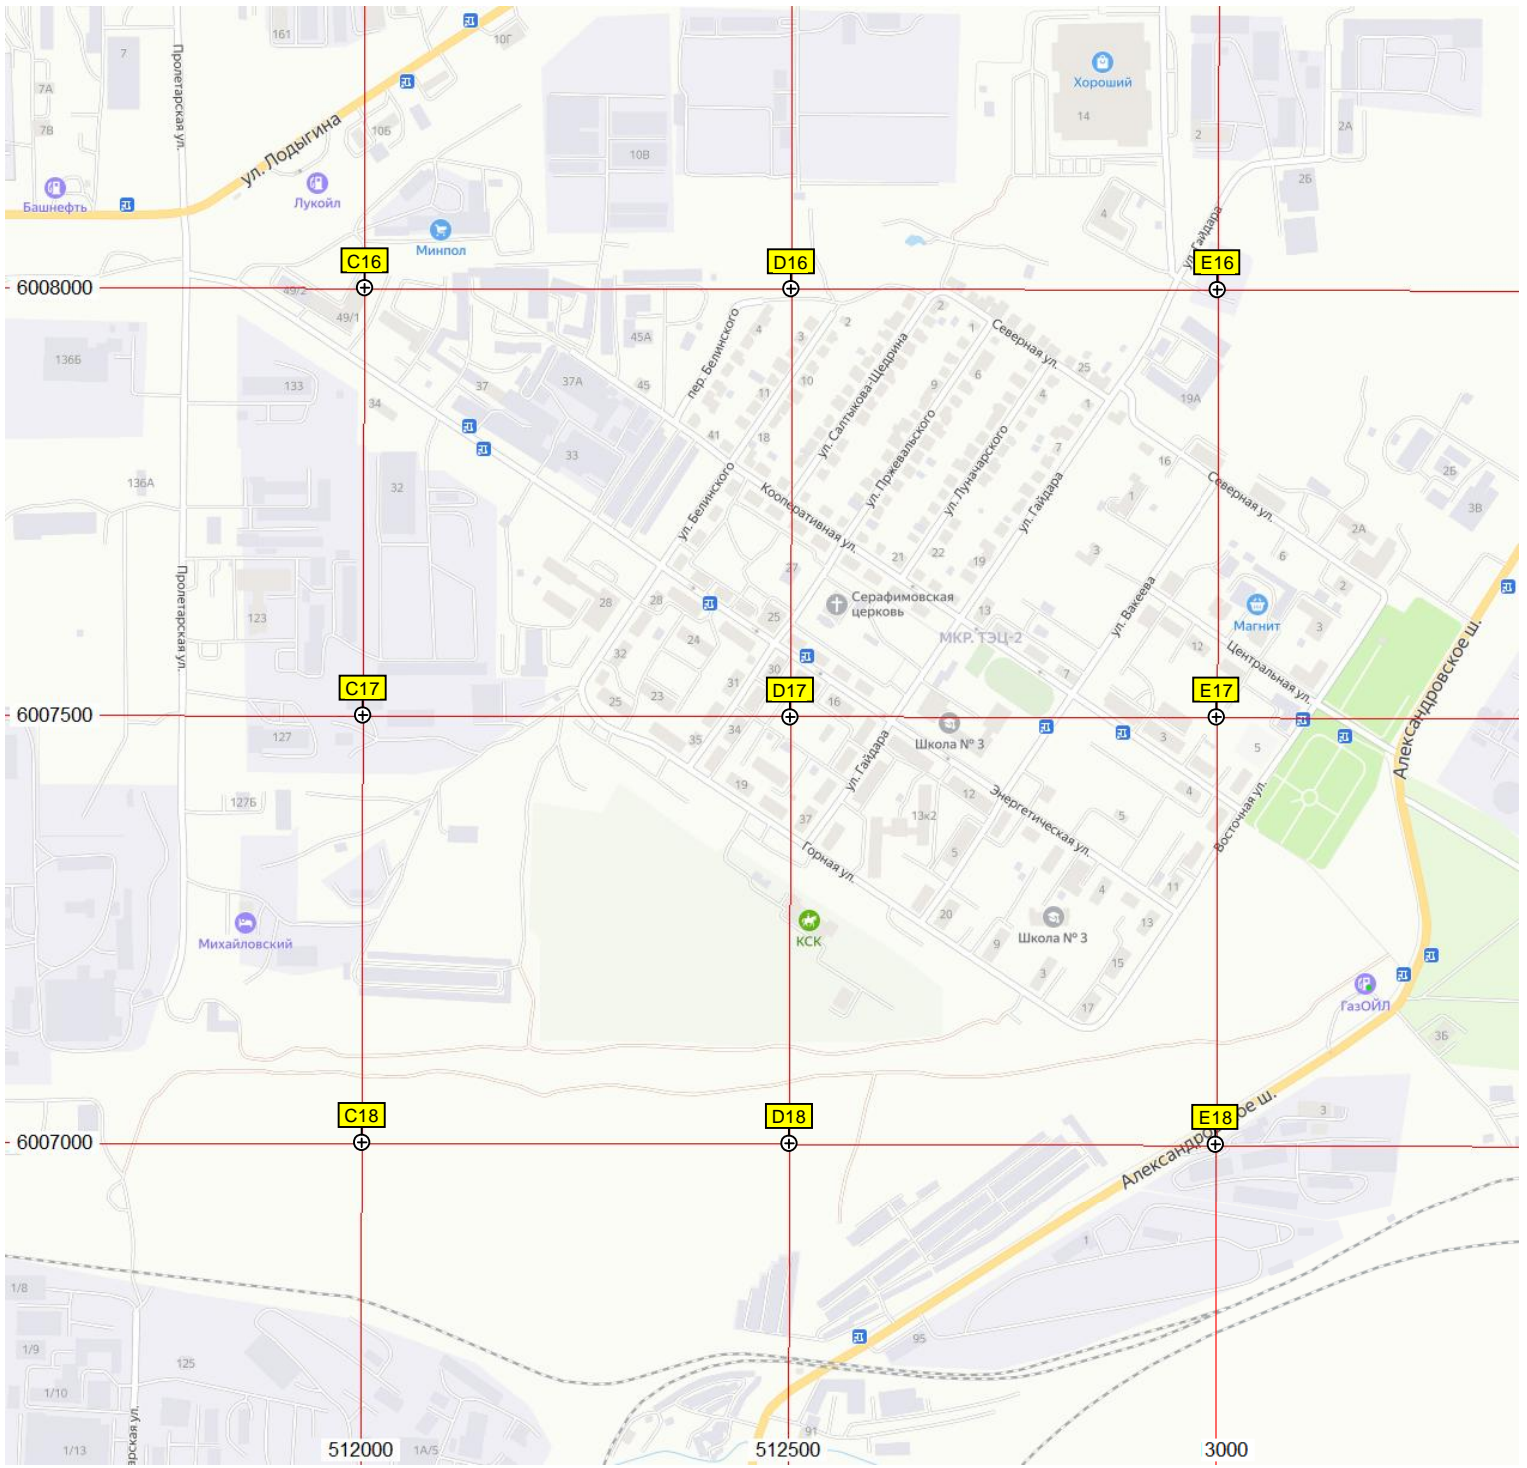 161
10Г
7
7А
7В
Пролетарская ул.
ул. Лодыгина
10Б
10В
Хороший
14
2
2А
2Б
Башнефть
Лукойл
Минпол
4
ул. Гайдара
C16
D16
E16
6008000
49/2
49/1
45А
4
3
2
2
1
Северная ул.
25
136Б
133
34
37
37А
45
пер. Белинского
11
10
ул. Салтыкова-Щедрина
9
6
4
1
19А
41
18
7
33
136А
32
ул. Белинского
Кооперативная ул.
ул. Пржевальского
ул. Луначарского
ул. Гайдара
16
1
Северная ул.
2Б
3В
2А
Пролетарская ул.
27
21
22
19
3
6
2
123
28
28
25
Серафимовская
церковь
13
ул. Вакеева
Магнит
3
24
МКР. ТЭЦ-2
12
Центральная ул.
32
30
7
31
23
25
C17
D17
E17
6007500
16
127
35
34
Школа № 3
3
5
Александровское ш.
19
ул. Гайдара
127Б
37
13к2
12
Энергетическая ул.
5
4
Восточная ул.
Горная ул.
5
4
11
Михайловский
КСК
20
Школа № 3
13
9
3
15
17
ГазОЙЛ
3Б
C18
D18
E18
6007000
3
Александровское ш.
1
1/8
95
1/9
125
1/10
1/13
1А/5
91
512000
512500
3000